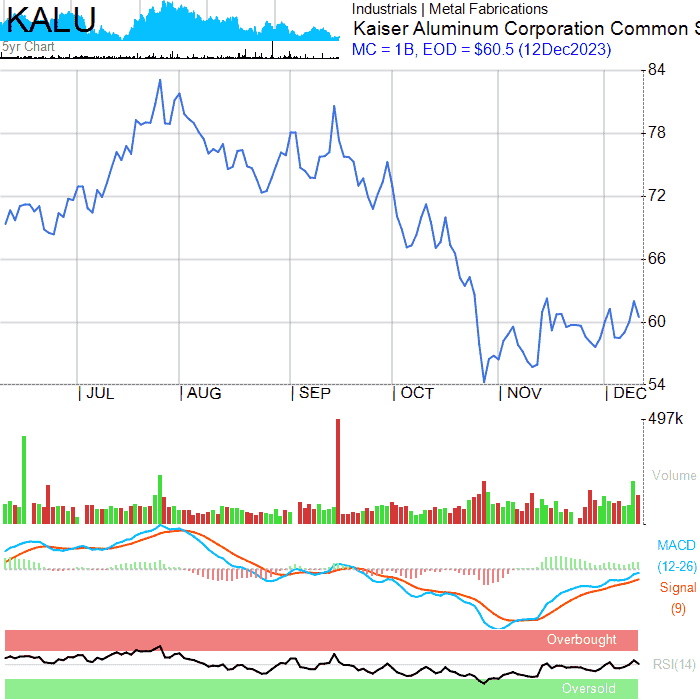 KALU
5yr Chart
Industrials | Metal Fabrications
Kaiser Aluminum Corporation Common S
MC = 1B, EOD = $60.5 (12Dec2023)
84
78
72
66
60
54
JUL
AUG
SEP
OCT
NOV
DEC
497k
Volume
MACD
(12-26)
Signal
(9)
Overbought
RSI(14)
Oversold